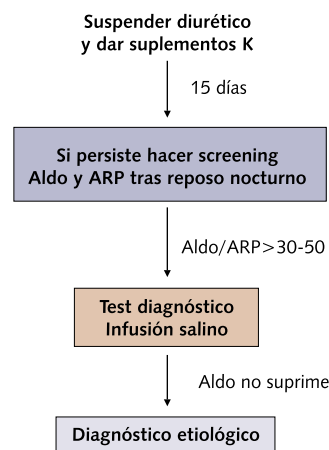 Suspender diurético
y dar suplementos K
15 días
Si persiste hacer screening
Aldo y ARP tras reposo nocturno
Aldo/ARP>30-50
Test diagnóstico
Infusión salino
Aldo no suprime
Diagnóstico etiológico